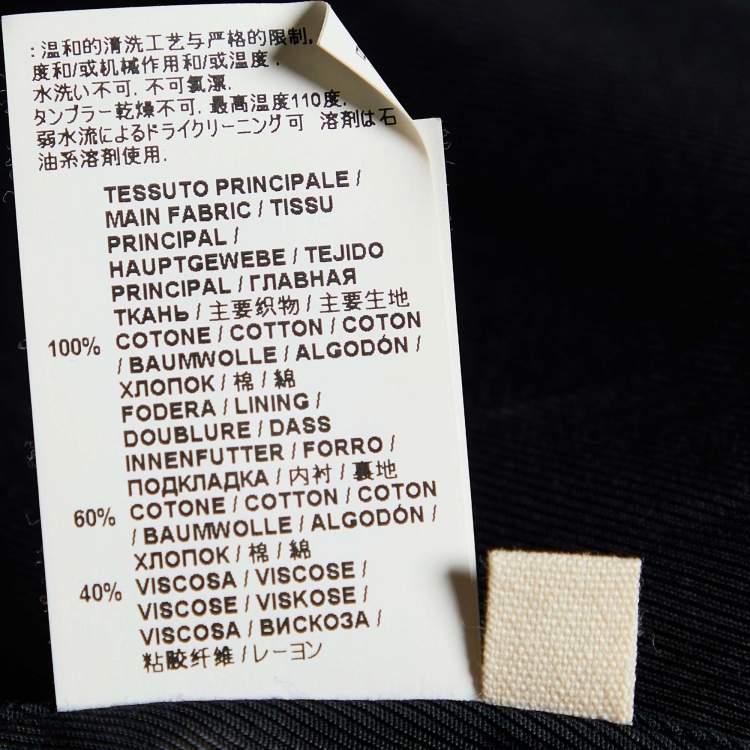 : 温和的清洗工艺与严格的限制,
度和/或机械作用和/或温度.
水洗い不可. 不可氯漂.
タンブラー乾燥不可. 最高温度110度.
弱水流によるドライクリーニング可 溶剤は石
油系溶剤使用.
TESSUTO PRINCIPALE /
MAIN FABRIC / TISSU
PRINCIPAL /
HAUPTGEWEBE / TEJIDO
PRINCIPAL / ГЛАВНАЯ
ТКАНЬ / 主要织物 / 主要生地
100% COTONE / COTTON / COTON
/ BAUMWOLLE / ALGODÓN /
ХЛОПОК / 棉 / 綿
FODERA / LINING /
DOUBLURE / DASS
INNENFUTTER / FORRO /
ПОДКЛАДКА / 内衬 / 裏地
60% COTONE / COTTON / COTON
/ BAUMWOLLE / ALGODÓN /
ХЛОПОК / 棉 / 綿
40% VISCOSA / VISCOSE /
VISCOSE / VISKOSE /
VISCOSA / ВИСКОЗА /
粘胶纤维 / レーヨン